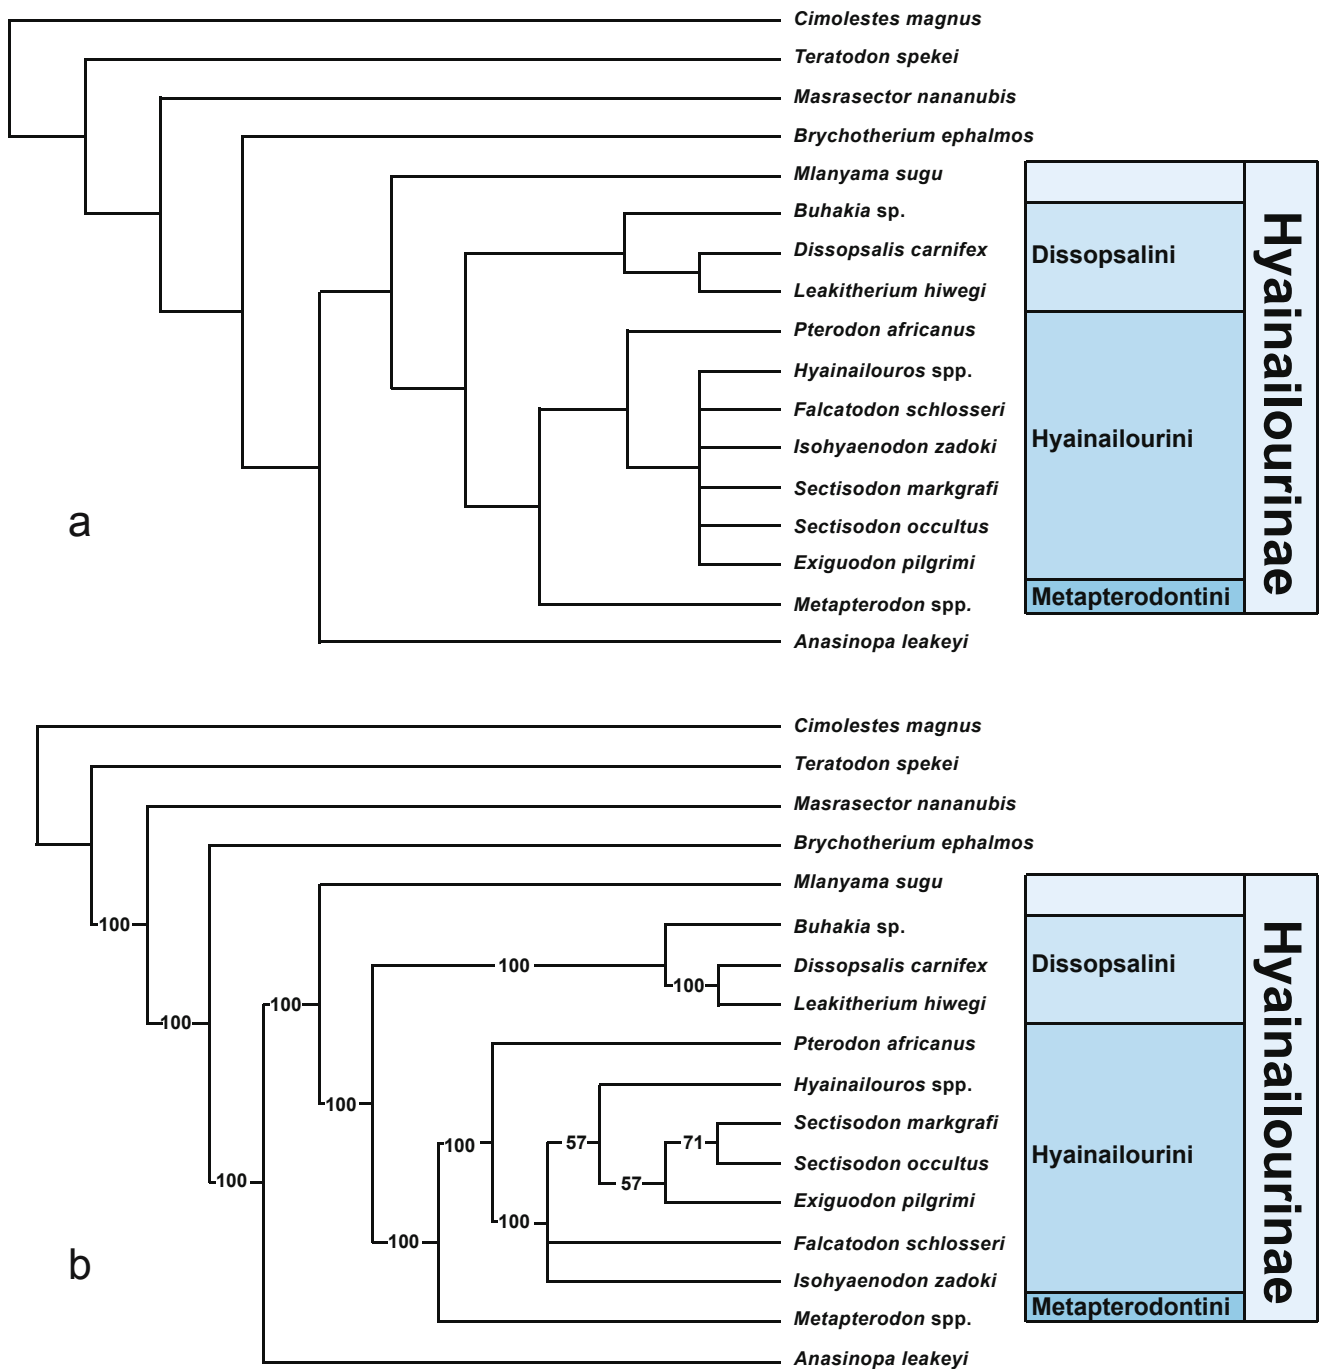 Cimolestes magnus
Teratodon spekei
Masrasector nananubis
Brychotherium ephalmos
Mlanyama sugu
Buhakia sp.
Dissopsalis carnifex
Leakitherium hiwegi
Pterodon africanus
Hyainailouros spp.
Falcatodon schlosseri
Isohyaenodon zadoki
Sectisodon markgrafi
Sectisodon occultus
Exiguodon pilgrimi
Metapterodon spp.
Anasinopa leakeyi
Dissopsalini
Hyainailourini
Metapterodontini
Hyainailourinae
a
Cimolestes magnus
Teratodon spekei
Masrasector nananubis
Brychotherium ephalmos
Mlanyama sugu
Buhakia sp.
Dissopsalis carnifex
Leakitherium hiwegi
Pterodon africanus
Hyainailouros spp.
Sectisodon markgrafi
Sectisodon occultus
Exiguodon pilgrimi
Falcatodon schlosseri
Isohyaenodon zadoki
Metapterodon spp.
Anasinopa leakeyi
100
100
100
100
100
100
100
100
100
100
57
57
71
Dissopsalini
Hyainailourini
Metapterodontini
Hyainailourinae
b